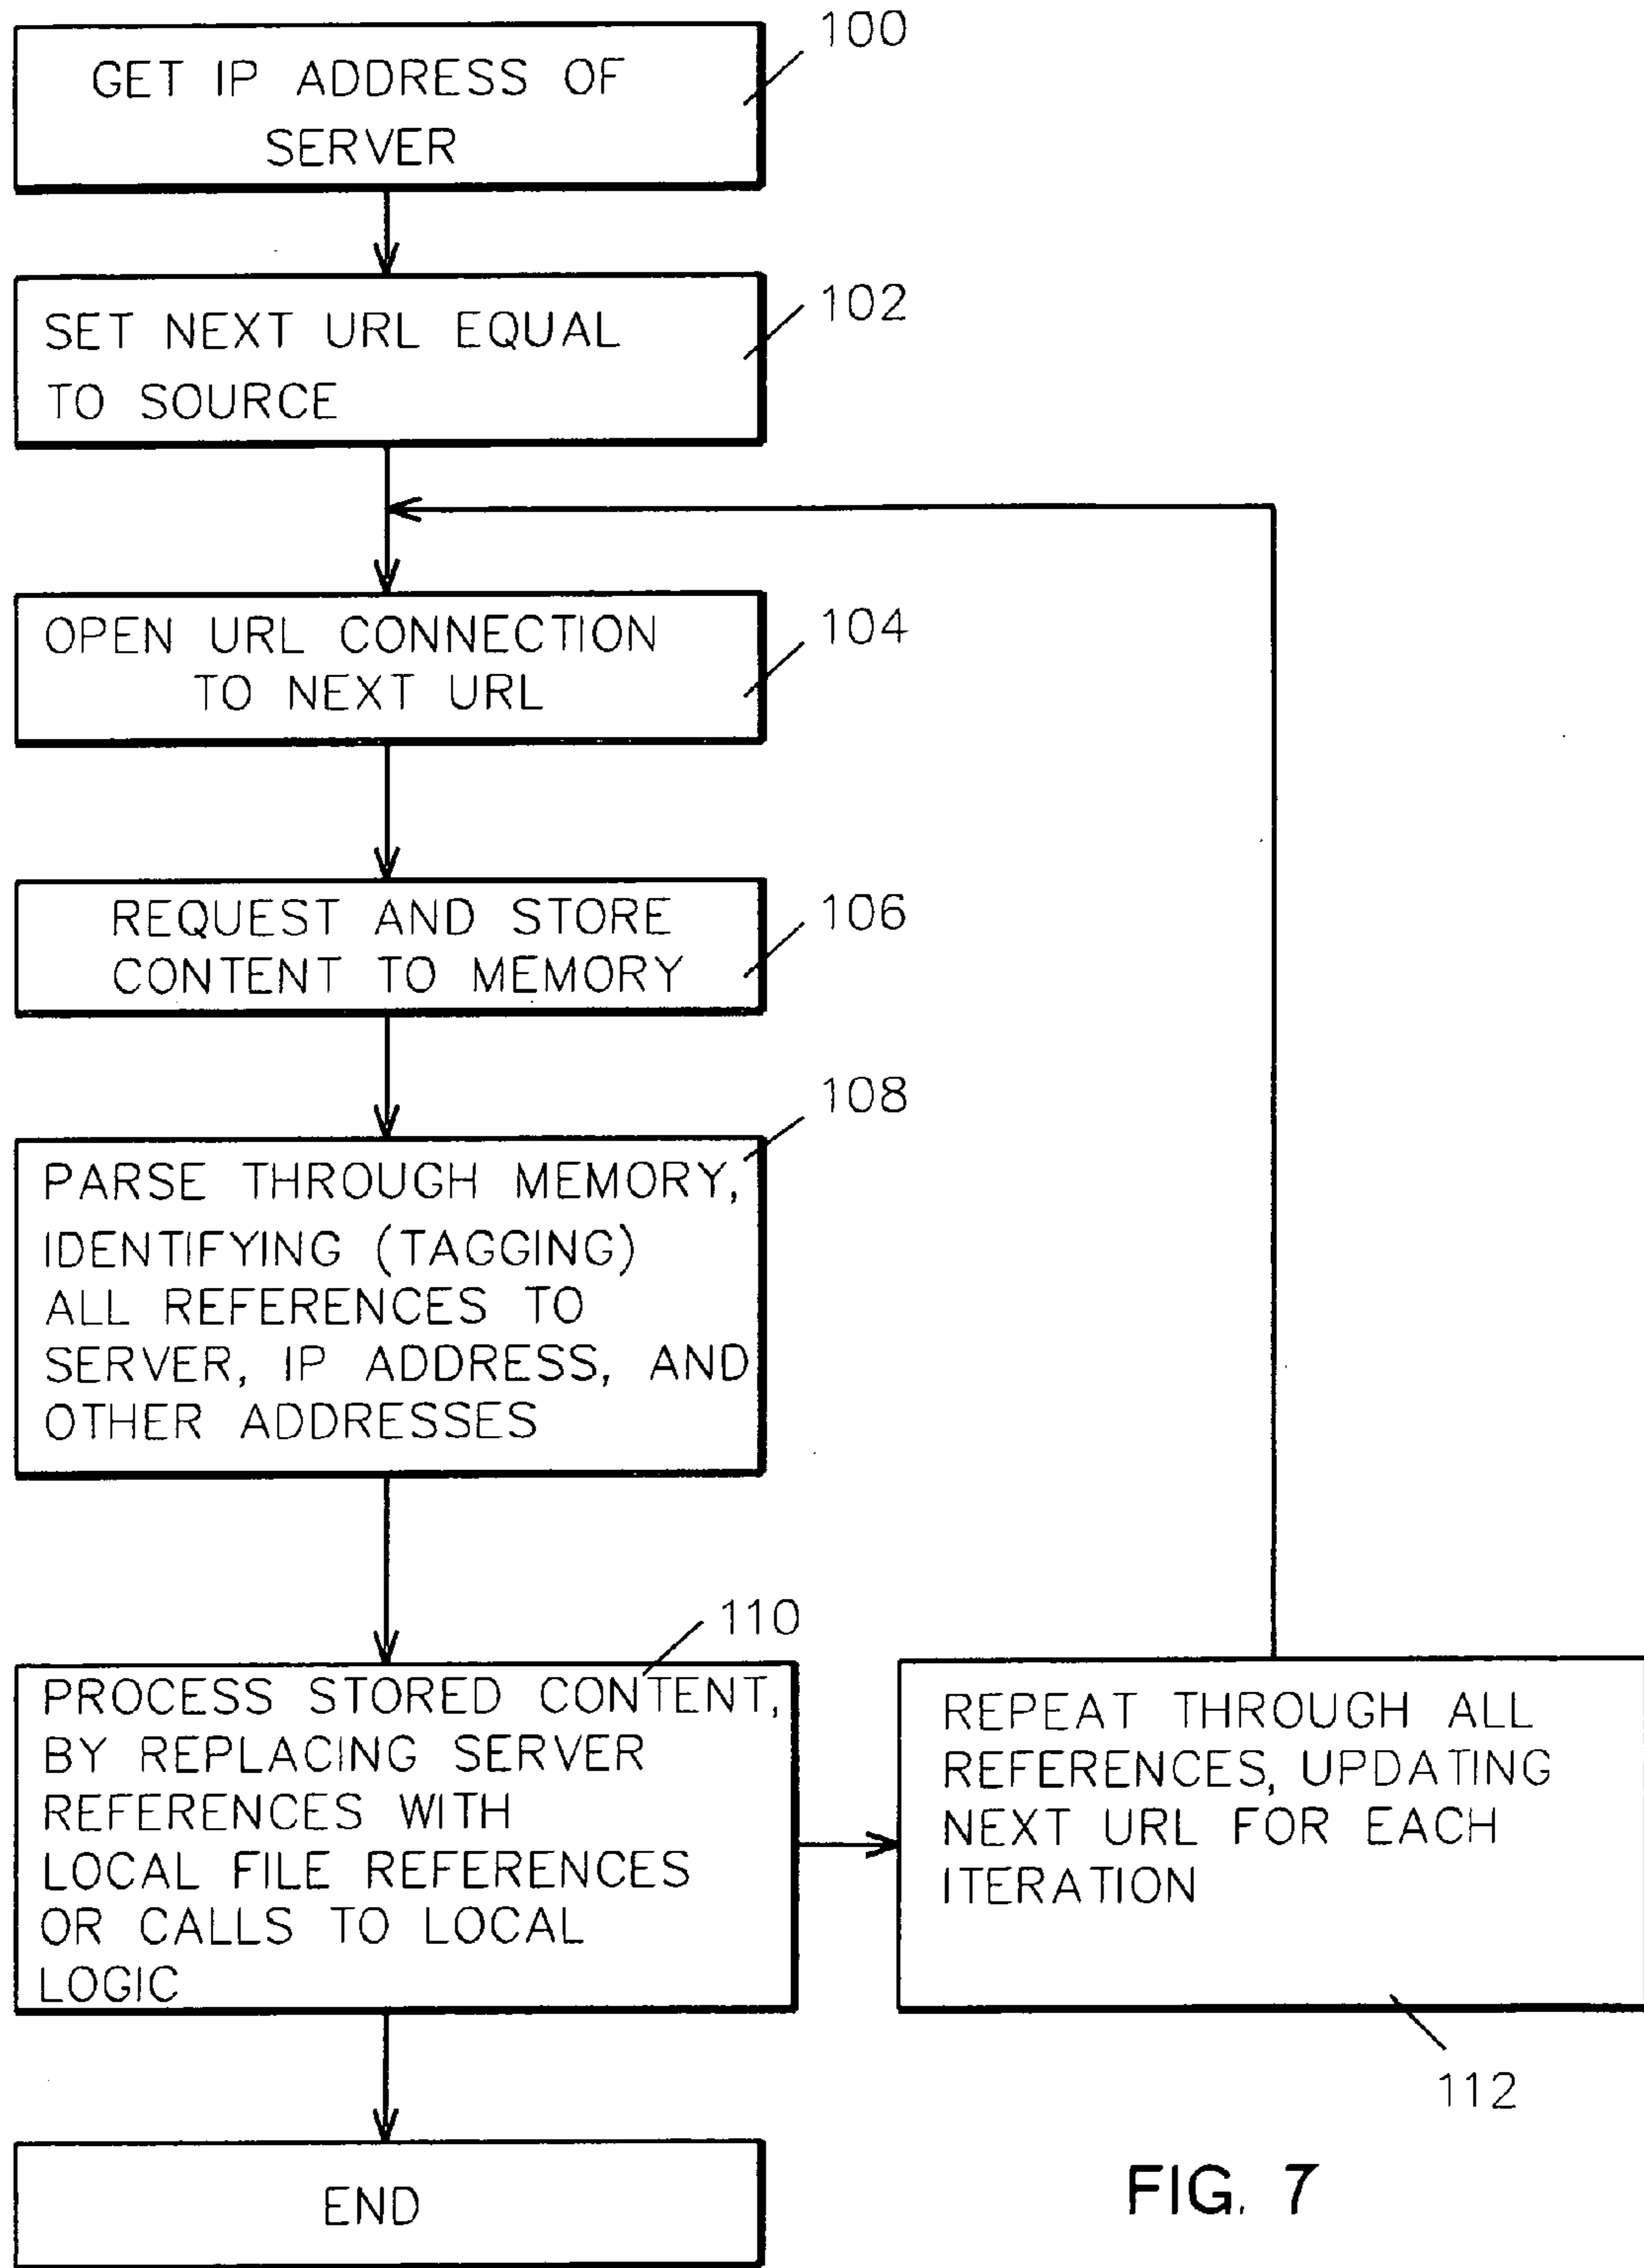 100
GET IP ADDRESS OF
SERVER
102
SET NEXT URL EQUAL
TO SOURCE
104
OPEN URL CONNECTION
TO NEXT URL
106
REQUEST AND STORE
CONTENT TO MEMORY
108
PARSE THROUGH MEMORY,
IDENTIFYING (TAGGING)
ALL REFERENCES TO
SERVER, IP ADDRESS, AND
OTHER ADDRESSES
110
PROCESS STORED CONTENT,
BY REPLACING SERVER
REFERENCES WITH
LOCAL FILE REFERENCES
OR CALLS TO LOCAL
LOGIC
REPEAT THROUGH ALL
REFERENCES, UPDATING
NEXT URL FOR EACH
ITERATION
112
END
FIG. 7